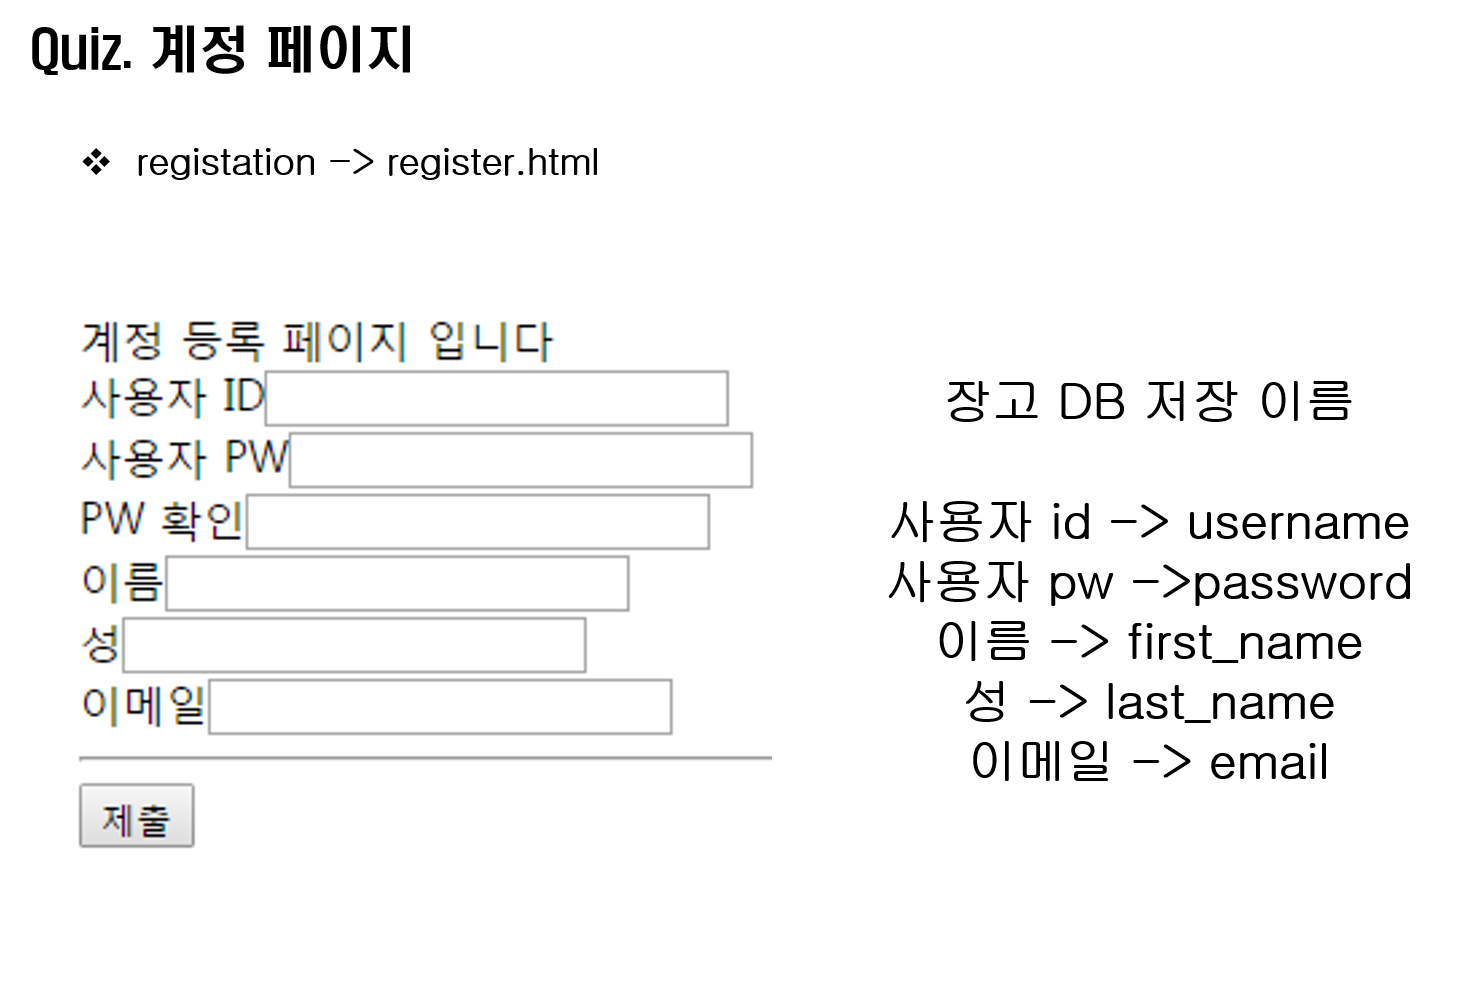 Quiz. 계정 페이지
❖ registation -> register.html
계정 등록 페이지 입니다
사용자 ID
사용자 PW
PW 확인
이름
성
이메일
제출
장고 DB 저장 이름
사용자 id -> username
사용자 pw ->password
이름 -> first_name
성 -> last_name
이메일 -> email